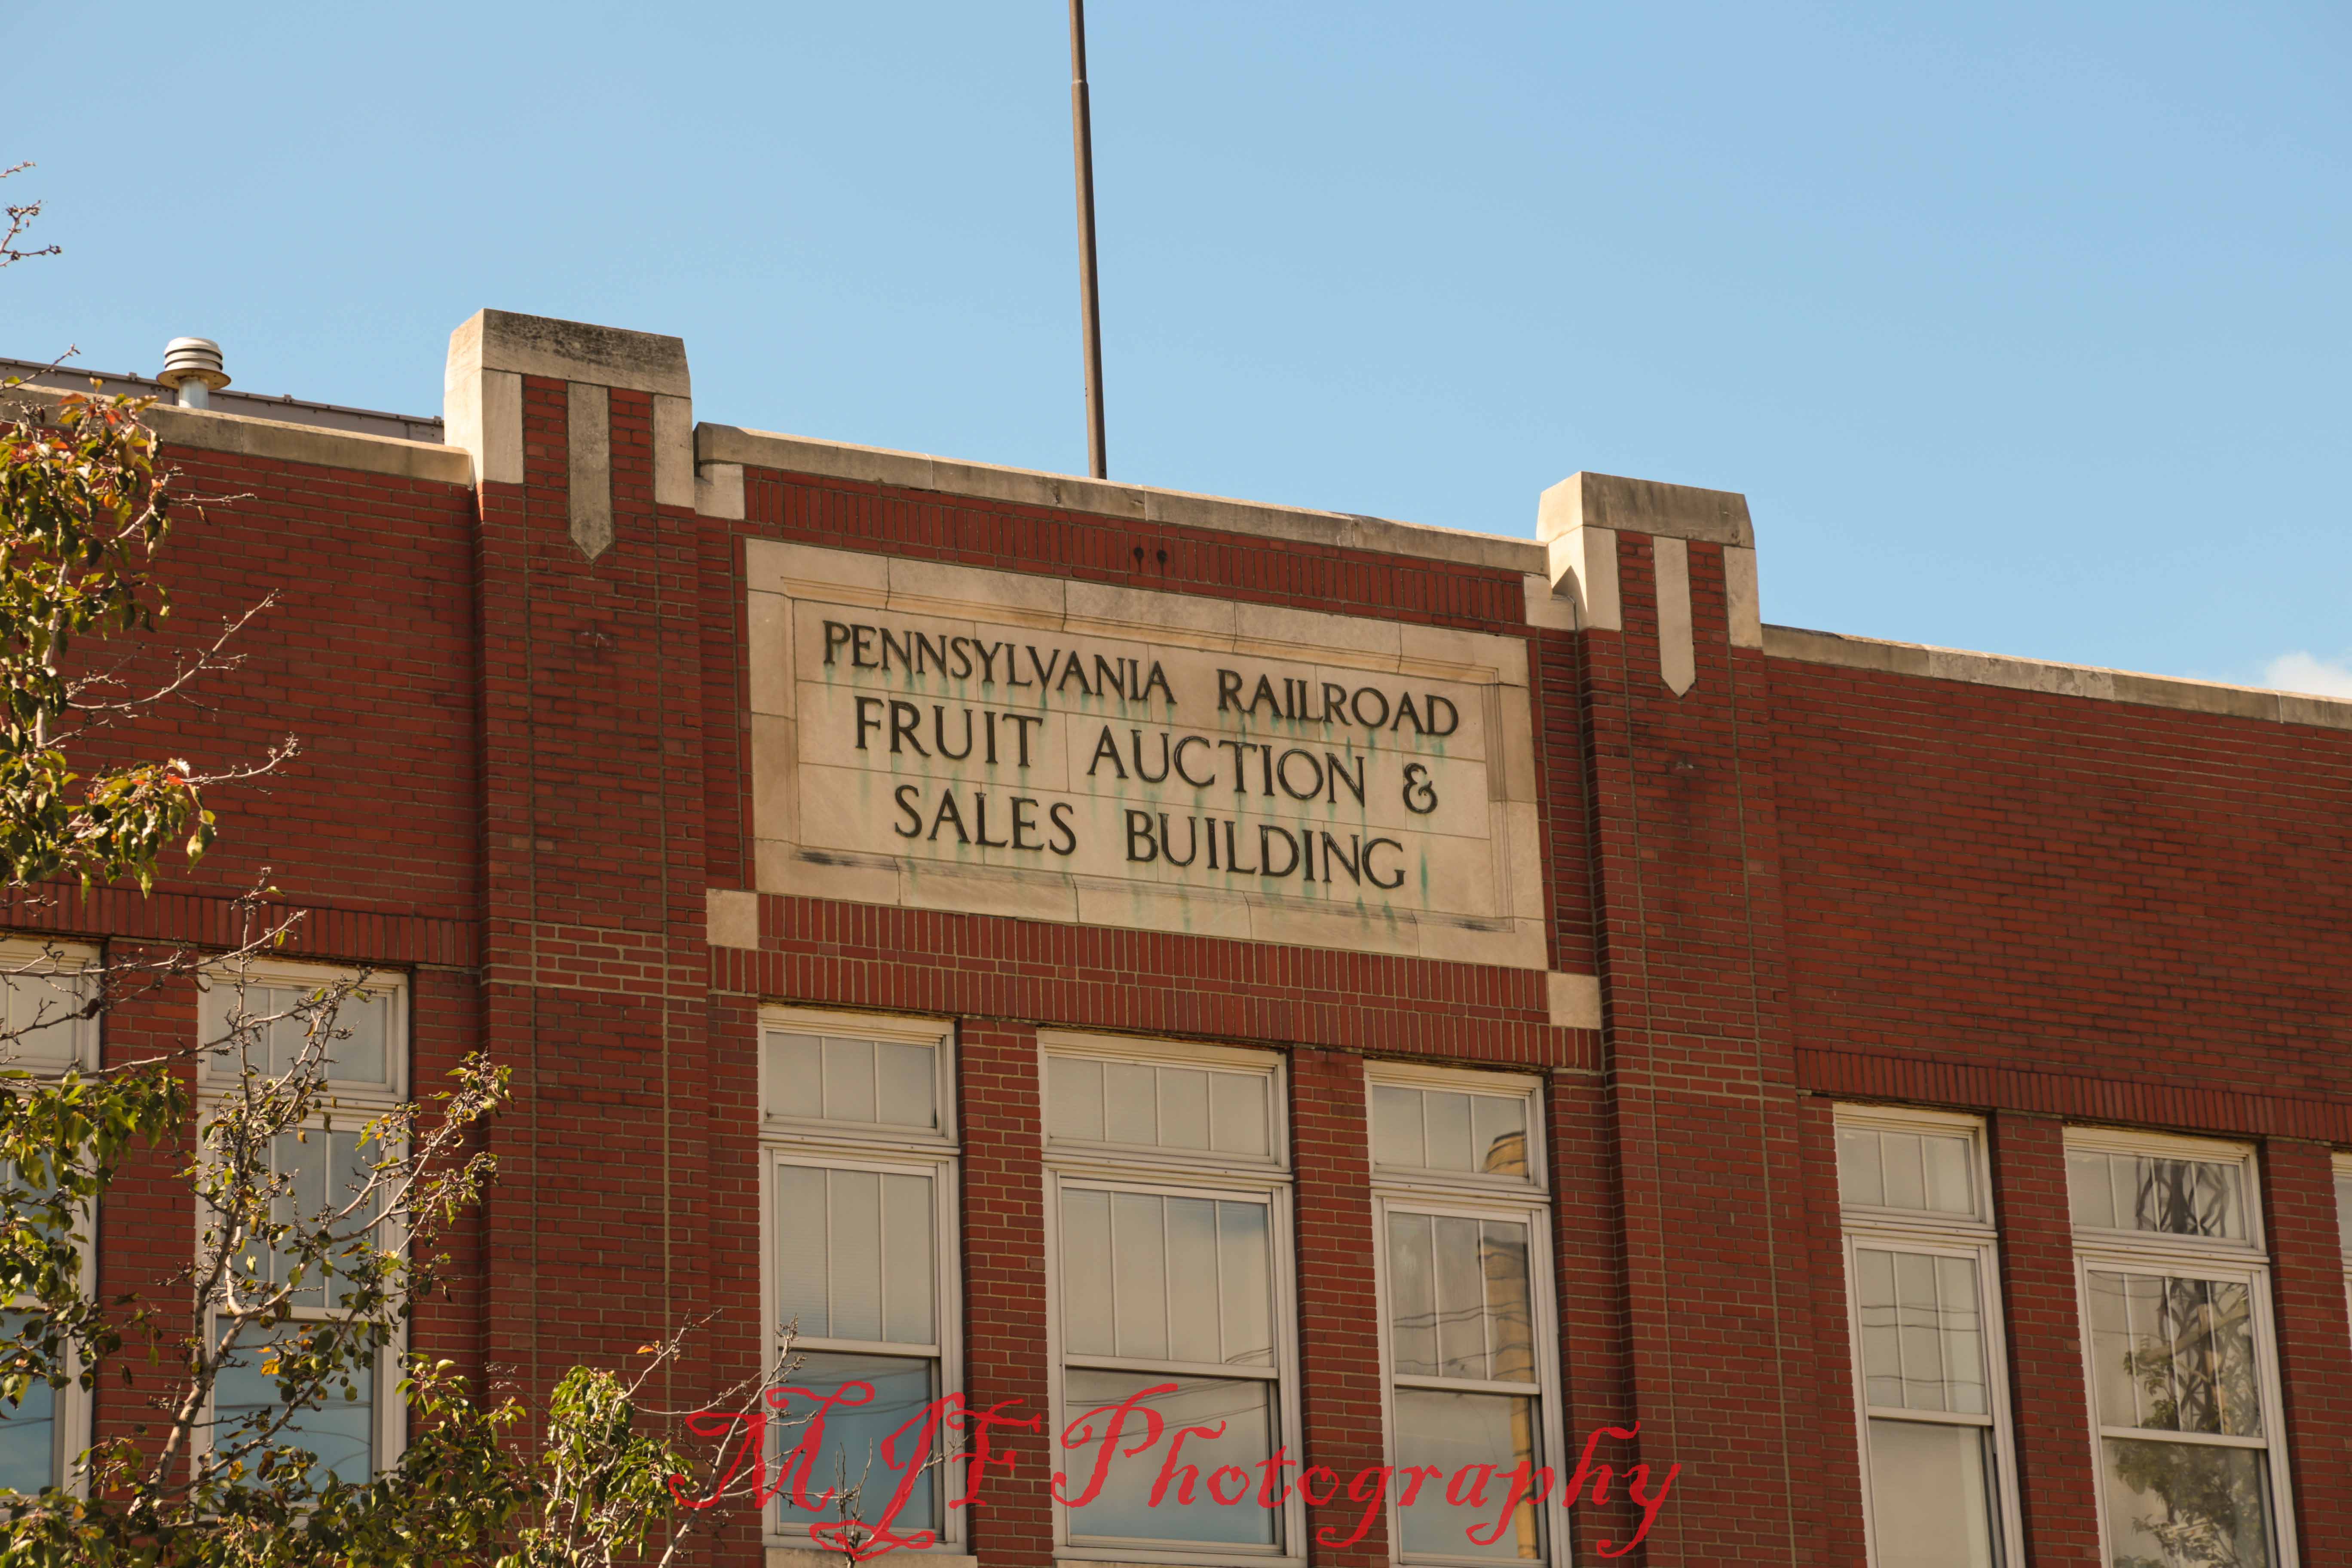 PENNSYLVANIA RAILROAD
FRUIT AUCTION &
SALES BUILDING
MJF Photography